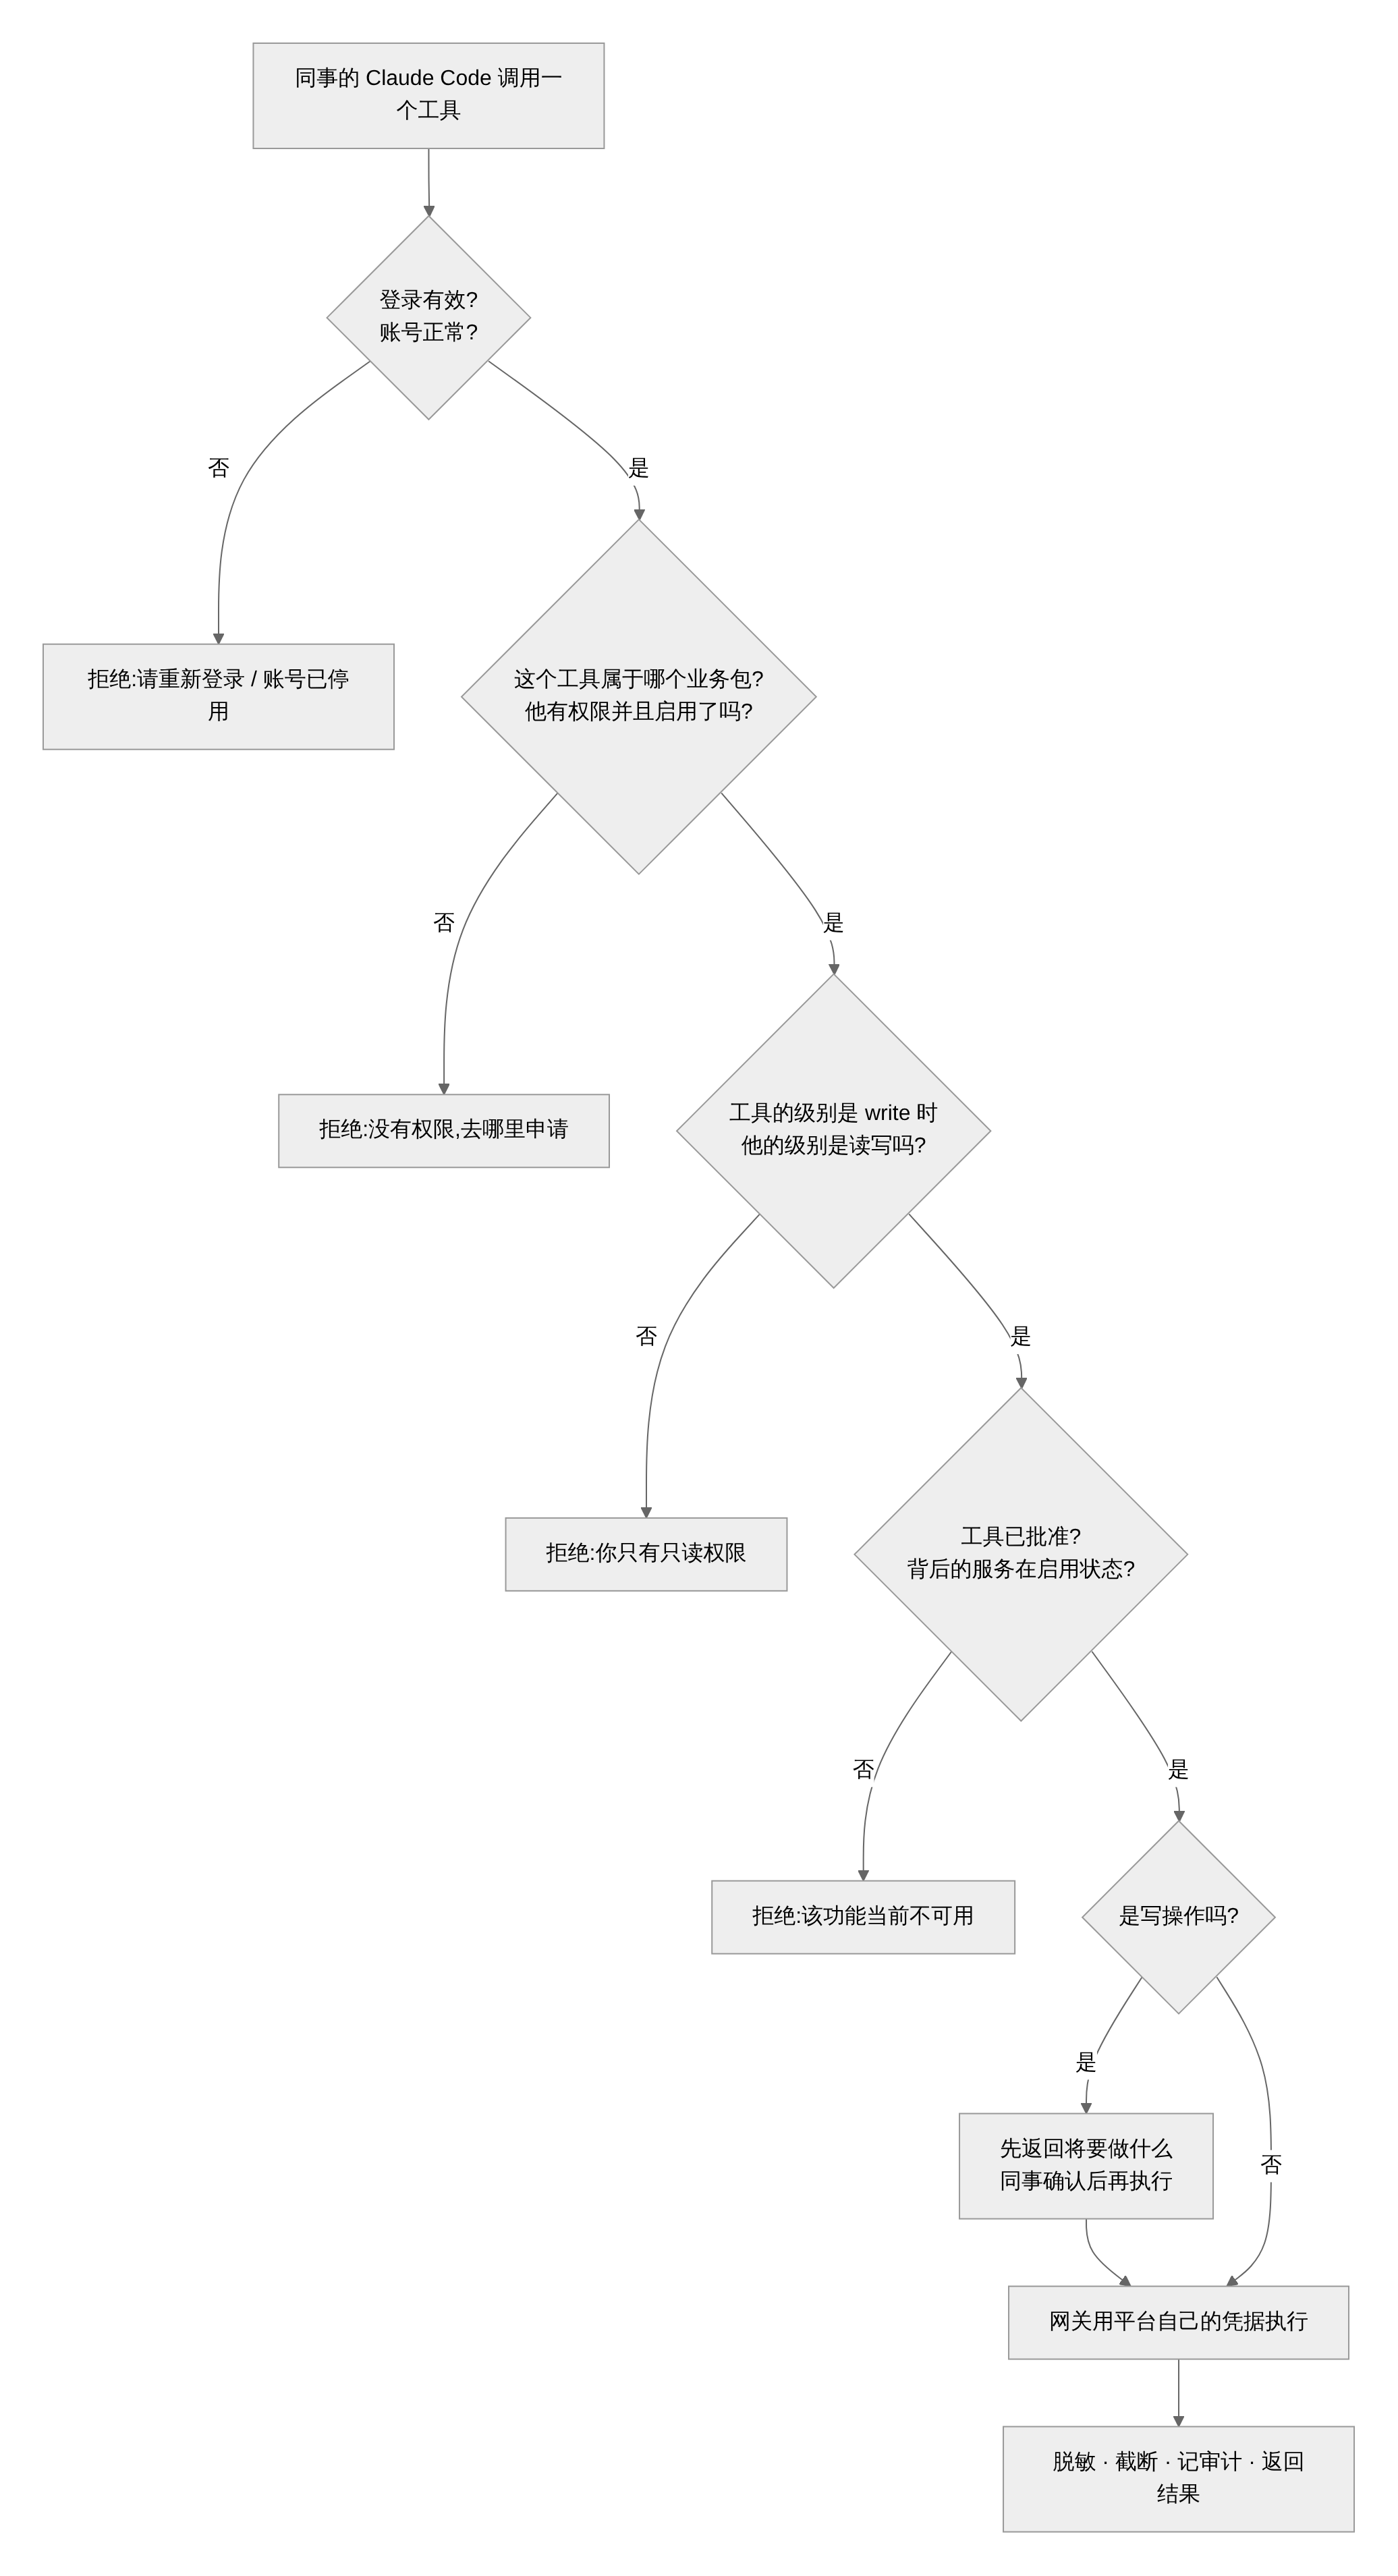 同事的 Claude Code 调用一
个工具
登录有效?
账号正常?
否
是
拒绝:请重新登录 / 账号已停
用
这个工具属于哪个业务包?
他有权限并且启用了吗?
否
是
拒绝:没有权限,去哪里申请
工具的级别是 write 时
他的级别是读写吗?
否
是
拒绝:你只有只读权限
工具已批准?
背后的服务在启用状态?
否
是
拒绝:该功能当前不可用
是写操作吗?
是
先返回将要做什么
同事确认后再执行
否
网关用平台自己的凭据执行
脱敏 · 截断 · 记审计 · 返回
结果